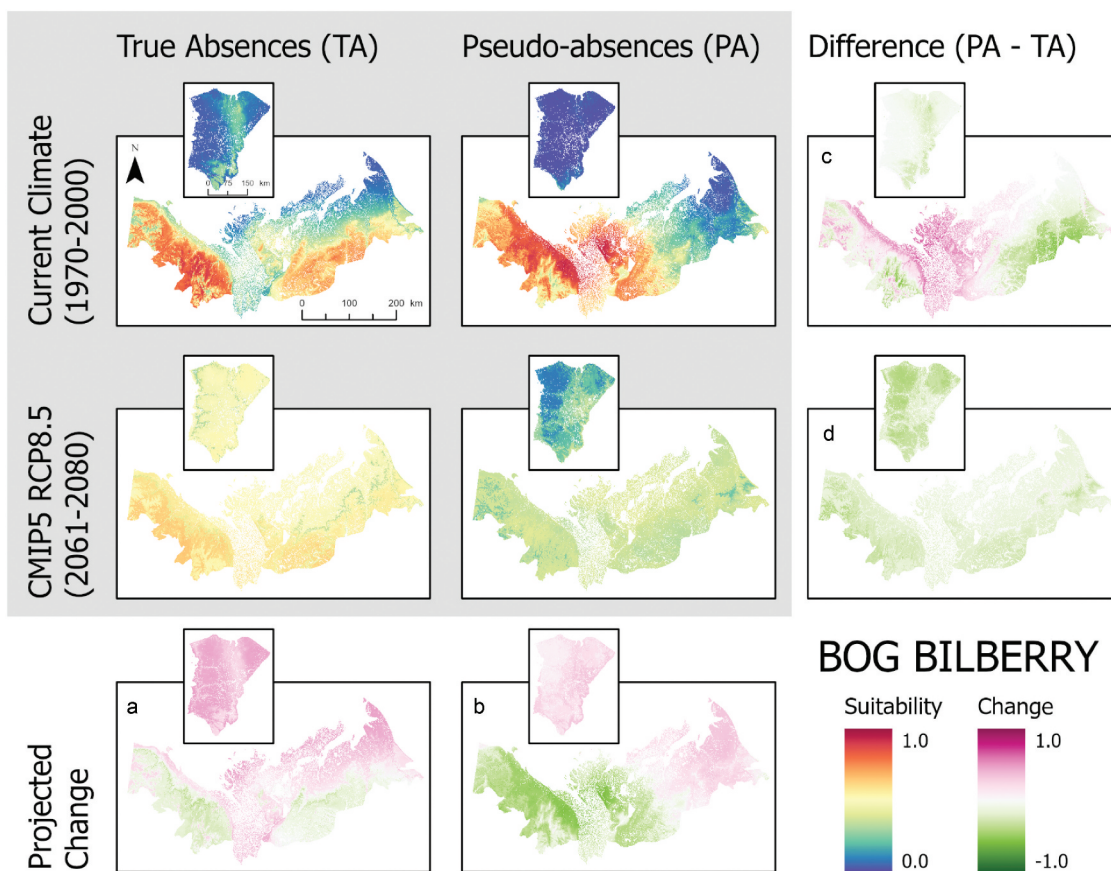 True Absences (TA)
Pseudo-absences (PA)
Difference (PA - TA)
Current Climate
(1970-2000)
N
0 75 150 km
0 100 200 km
c
CMIP5 RCP8.5
(2061-2080)
d
Projected
Change
a
b
BOG BILBERRY
Suitability
Change
1.0
1.0
0.0
-1.0